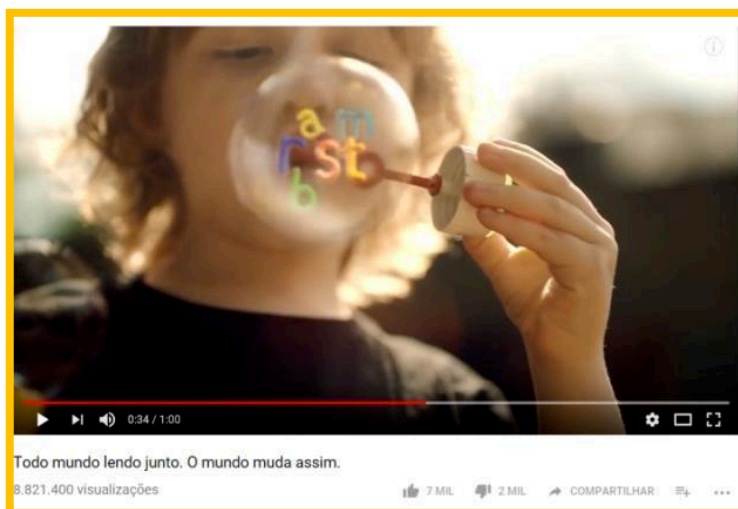 a m
r s t
b
0:34 / 1:00
Todo mundo lendo junto. O mundo muda assim.
8.821.400 visualizações 7 MIL 2 MIL COMPARTILHAR